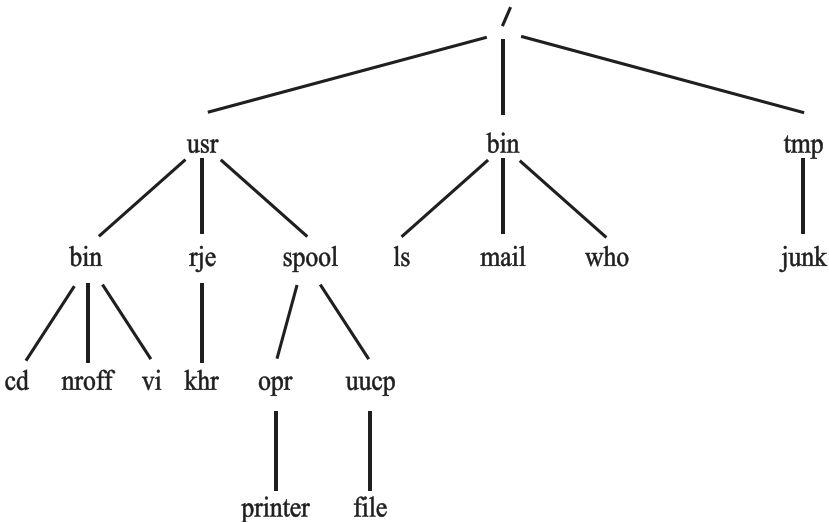 /
usr bin tmp
bin rje spool ls mail who junk
cd nroff vi khr opr uucp
printer file